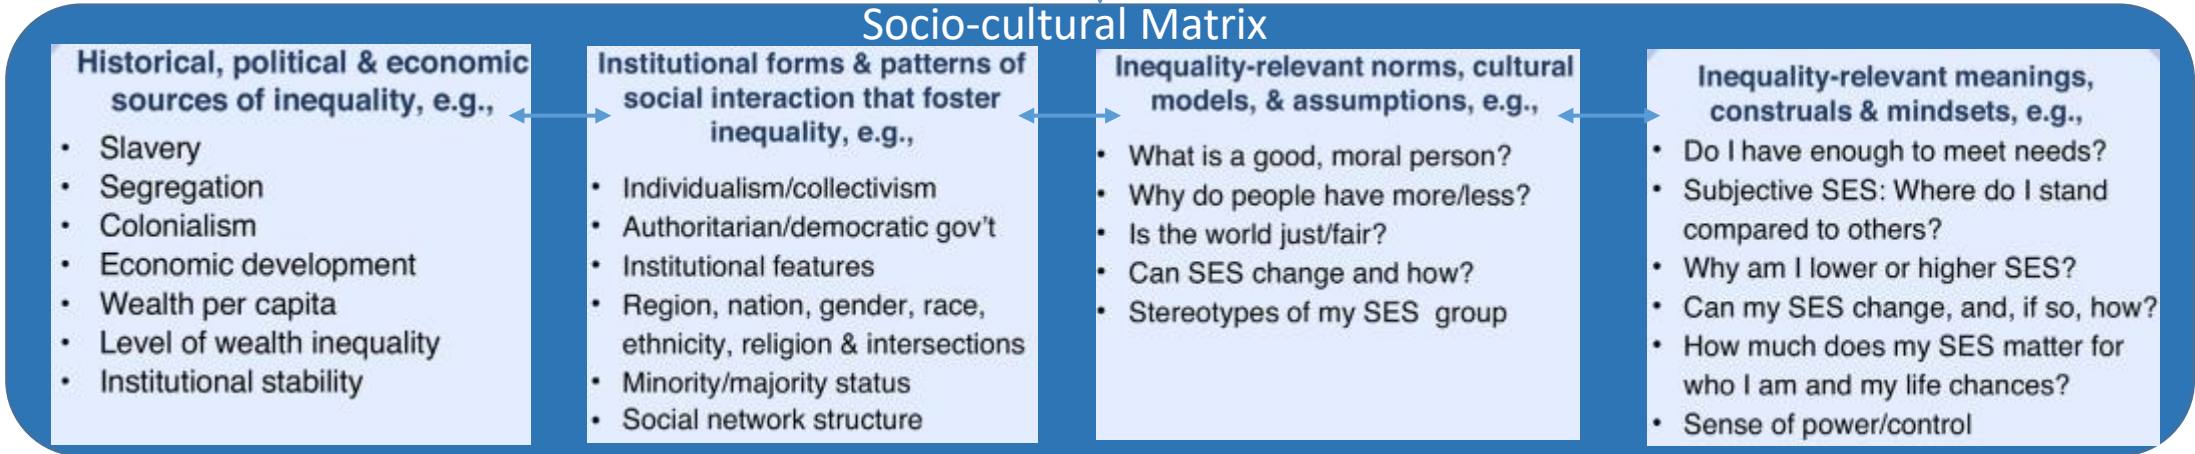 Socio-cultural Matrix
Historical, political & economic
sources of inequality, e.g.,
• Slavery
• Segregation
• Colonialism
• Economic development
• Wealth per capita
• Level of wealth inequality
• Institutional stability
Institutional forms & patterns of
social interaction that foster
inequality, e.g.,
• Individualism/collectivism
• Authoritarian/democratic gov't
• Institutional features
• Region, nation, gender, race,
ethnicity, religion & intersections
• Minority/majority status
• Social network structure
Inequality-relevant norms, cultural
models, & assumptions, e.g.,
• What is a good, moral person?
• Why do people have more/less?
• Is the world just/fair?
• Can SES change and how?
• Stereotypes of my SES group
Inequality-relevant meanings,
construals & mindsets, e.g.,
• Do I have enough to meet needs?
• Subjective SES: Where do I stand
compared to others?
• Why am I lower or higher SES?
• Can my SES change, and, if so, how?
• How much does my SES matter for
who I am and my life chances?
• Sense of power/control